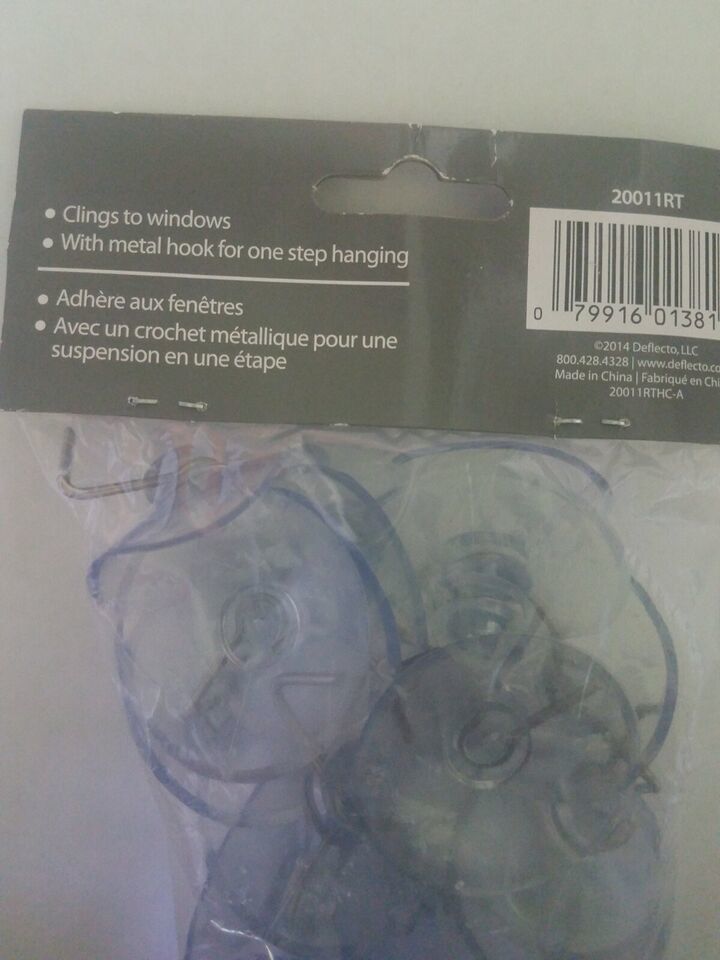 ● Clings to windows
● With metal hook for one step hanging
● Adhère aux fenêtres
● Avec un crochet métallique pour une
suspension en une étape
20011RT
0 79916 01381
©2014 Deflecto, LLC
800.428.4328 | www.deflecto.co
Made in China | Fabriqué en Chi
20011RTHC-A